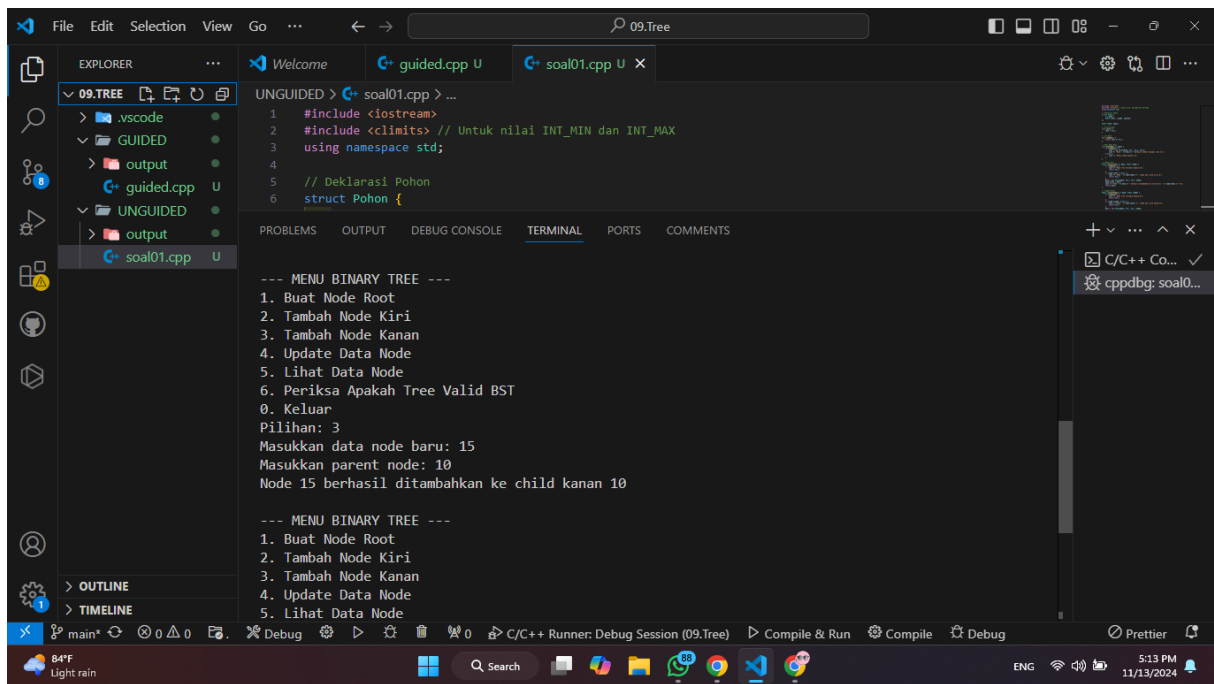 File Edit Selection View Go ··· 09.Tree
EXPLORER ···
Welcome guided.cpp U soal01.cpp U
09.TREE
.vscode
GUIDED
output
guided.cpp U
UNGUIDED
output
soal01.cpp U
OUTLINE
TIMELINE
8
1
UNGUIDED > soal01.cpp > ...
1 #include <iostream>
2 #include <climits> // Untuk nilai INT_MIN dan INT_MAX
3 using namespace std;
4
5 // Deklarasi Pohon
6 struct Pohon {
PROBLEMS OUTPUT DEBUG CONSOLE TERMINAL PORTS COMMENTS
--- MENU BINARY TREE ---
1. Buat Node Root
2. Tambah Node Kiri
3. Tambah Node Kanan
4. Update Data Node
5. Lihat Data Node
6. Periksa Apakah Tree Valid BST
0. Keluar
Pilihan: 3
Masukkan data node baru: 15
Masukkan parent node: 10
Node 15 berhasil ditambahkan ke child kanan 10
--- MENU BINARY TREE ---
1. Buat Node Root
2. Tambah Node Kiri
3. Tambah Node Kanan
4. Update Data Node
5. Lihat Data Node
C/C++ Co...
cppdbg: soal0...
main* 0 0 Debug 0 C/C++ Runner: Debug Session (09.Tree) Compile & Run Compile Debug Prettier
84°F
Light rain
Search
88
ENG
5:13 PM
11/13/2024